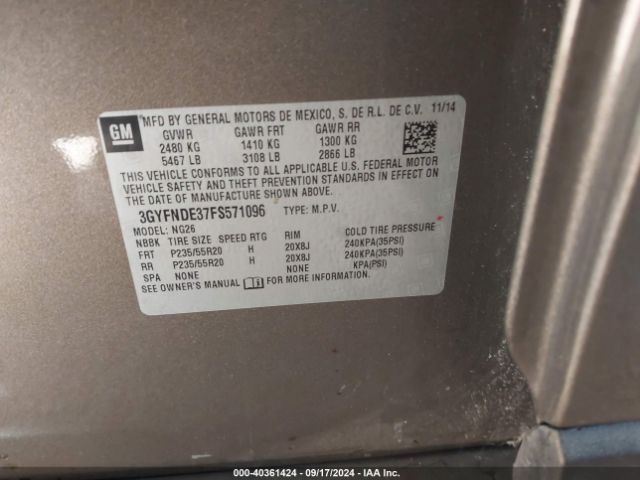 GM
MFD BY GENERAL MOTORS DE MEXICO, S. DE R.L. DE C.V. 11/14
GVWR GAWR FRT GAWR RR
2480 KG 1410 KG 1300 KG
5467 LB 3108 LB 2866 LB
THIS VEHICLE CONFORMS TO ALL APPLICABLE U.S. FEDERAL MOTOR
VEHICLE SAFETY AND THEFT PREVENTION STANDARDS IN EFFECT ON
THE DATE OF MANUFACTURE SHOWN ABOVE.
3GYFNDE37FS571096 TYPE: M.P.V.
MODEL: NG26
NBBK TIRE SIZE SPEED RTG RIM COLD TIRE PRESSURE
FRT P235/55R20 H 20X8J 240KPA(35PSI)
RR P235/55R20 H 20X8J 240KPA(35PSI)
SPA NONE NONE KPA(PSI)
SEE OWNER'S MANUAL FOR MORE INFORMATION.
000-40361424 - 09/17/2024 - IAA Inc.